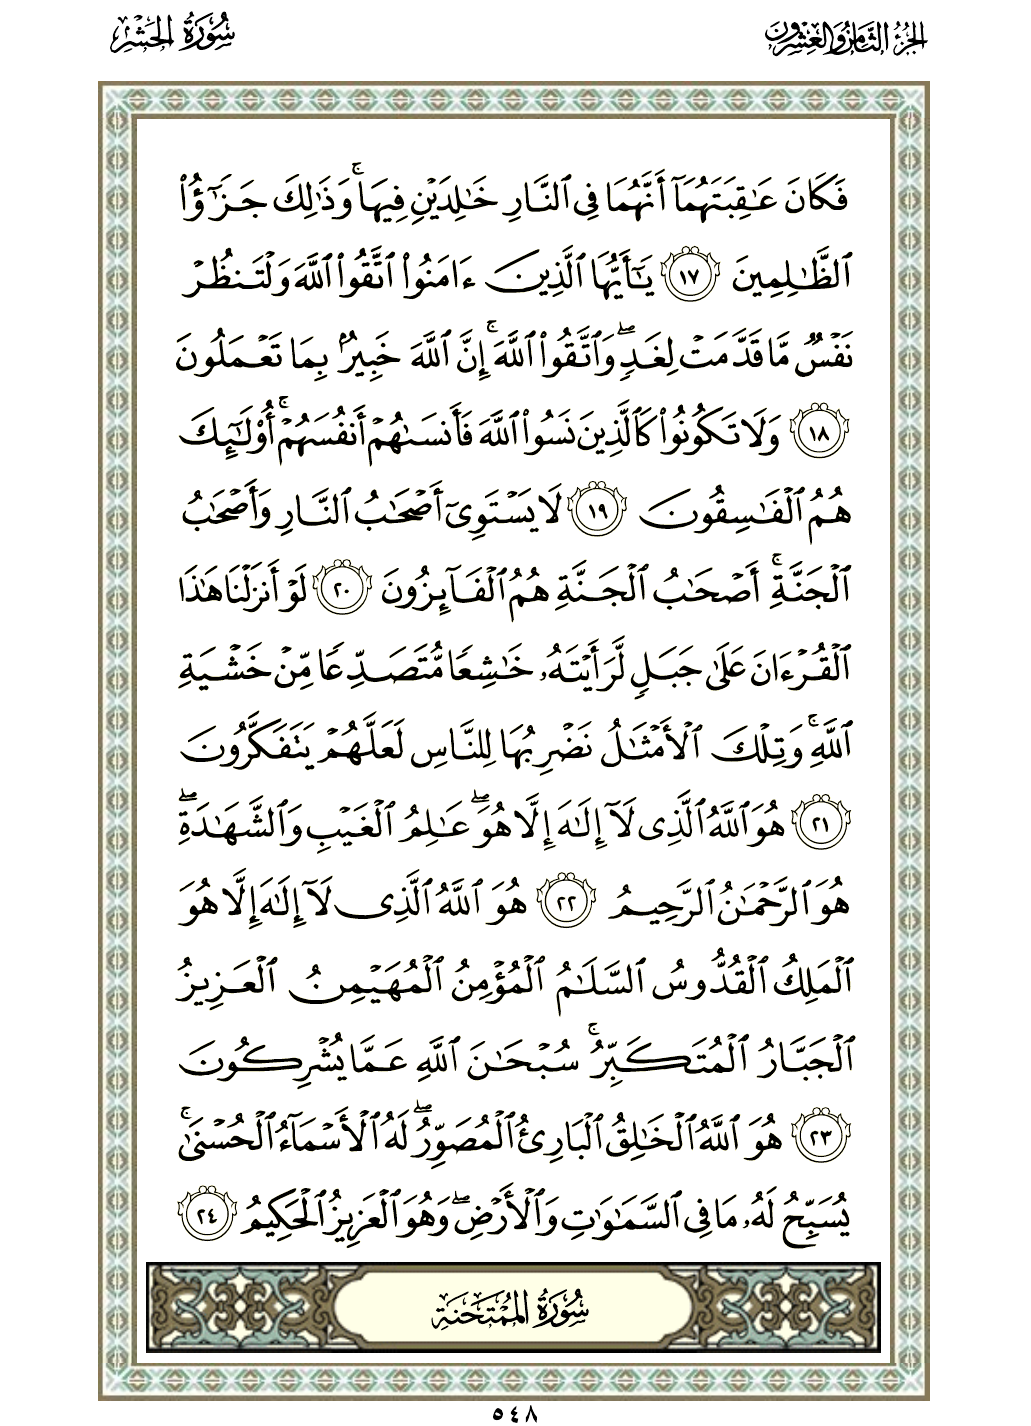 الجزء الثامن والعشرون
سورة الحشر
فَكَانَ عَٰقِبَتَهُمَآ أَنَّهُمَا فِى ٱلنَّارِ خَٰلِدَيْنِ فِيهَا ۚ وَذَٰلِكَ جَزَٰٓؤُا۟
ٱلظَّٰلِمِينَ ١٧ يَٰٓأَيُّهَا ٱلَّذِينَ ءَامَنُوا۟ ٱتَّقُوا۟ ٱللَّهَ وَلْتَنظُرْ
نَفْسٌ مَّا قَدَّمَتْ لِغَدٍ ۖ وَٱتَّقُوا۟ ٱللَّهَ ۚ إِنَّ ٱللَّهَ خَبِيرٌۢ بِمَا تَعْمَلُونَ
١٨ وَلَا تَكُونُوا۟ كَٱلَّذِينَ نَسُوا۟ ٱللَّهَ فَأَنسَىٰهُمْ أَنفُسَهُمْ ۚ أُو۟لَٰٓئِكَ
هُمُ ٱلْفَٰسِقُونَ ١٩ لَا يَسْتَوِىٓ أَصْحَٰبُ ٱلنَّارِ وَأَصْحَٰبُ
ٱلْجَنَّةِ ۚ أَصْحَٰبُ ٱلْجَنَّةِ هُمُ ٱلْفَآئِزُونَ ٢٠ لَوْ أَنزَلْنَا هَٰذَا
ٱلْقُرْءَانَ عَلَىٰ جَبَلٍ لَّرَأَيْتَهُۥ خَٰشِعًا مُّتَصَدِّعًا مِّنْ خَشْيَةِ
ٱللَّهِ ۚ وَتِلْكَ ٱلْأَمْثَٰلُ نَضْرِبُهَا لِلنَّاسِ لَعَلَّهُمْ يَتَفَكَّرُونَ
٢١ هُوَ ٱللَّهُ ٱلَّذِى لَآ إِلَٰهَ إِلَّا هُوَ ۖ عَٰلِمُ ٱلْغَيْبِ وَٱلشَّهَٰدَةِ ۖ
هُوَ ٱلرَّحْمَٰنُ ٱلرَّحِيمُ ٢٢ هُوَ ٱللَّهُ ٱلَّذِى لَآ إِلَٰهَ إِلَّا هُوَ
ٱلْمَلِكُ ٱلْقُدُّوسُ ٱلسَّلَٰمُ ٱلْمُؤْمِنُ ٱلْمُهَيْمِنُ ٱلْعَزِيزُ
ٱلْجَبَّارُ ٱلْمُتَكَبِّرُ ۚ سُبْحَٰنَ ٱللَّهِ عَمَّا يُشْرِكُونَ
٢٣ هُوَ ٱللَّهُ ٱلْخَٰلِقُ ٱلْبَارِئُ ٱلْمُصَوِّرُ ۖ لَهُ ٱلْأَسْمَآءُ ٱلْحُسْنَىٰ ۚ
يُسَبِّحُ لَهُۥ مَا فِى ٱلسَّمَٰوَٰتِ وَٱلْأَرْضِ ۖ وَهُوَ ٱلْعَزِيزُ ٱلْحَكِيمُ ٢٤
سُورَةُ المُمْتَحنَةِ
٥٤٨